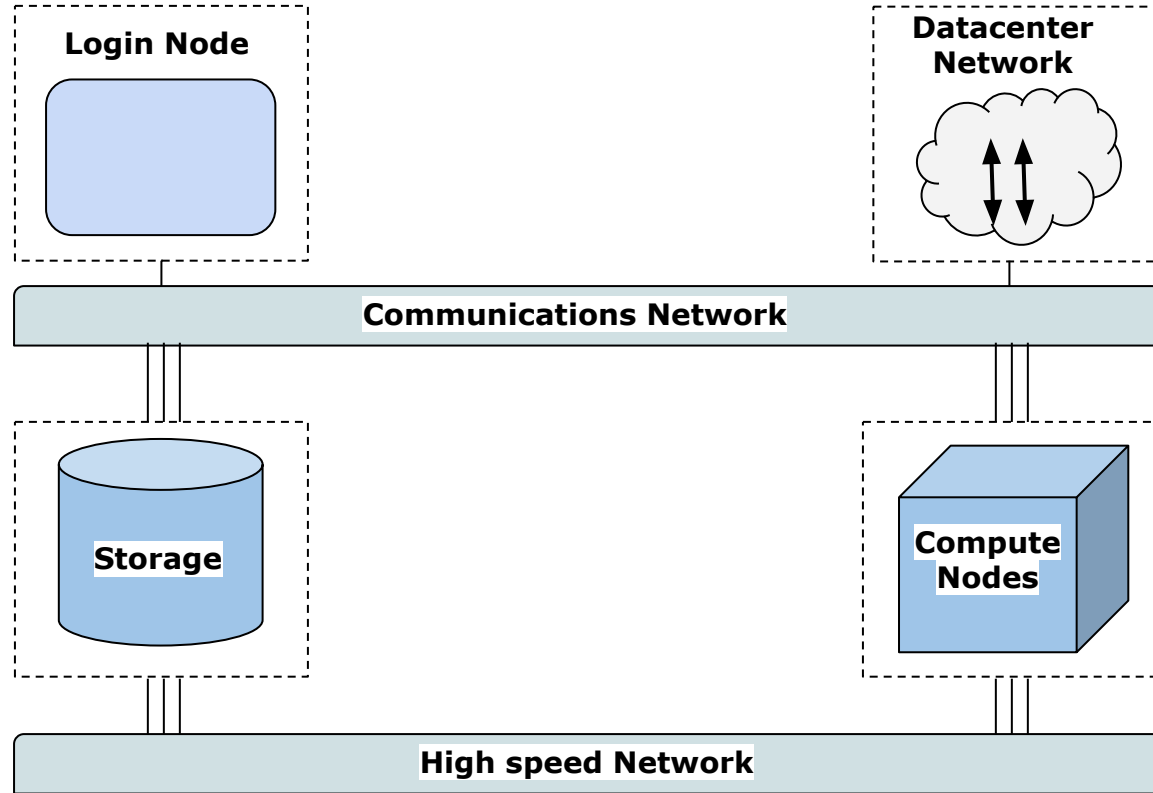 Login Node
Datacenter
Network
Communications Network
Storage
Compute
Nodes
High speed Network